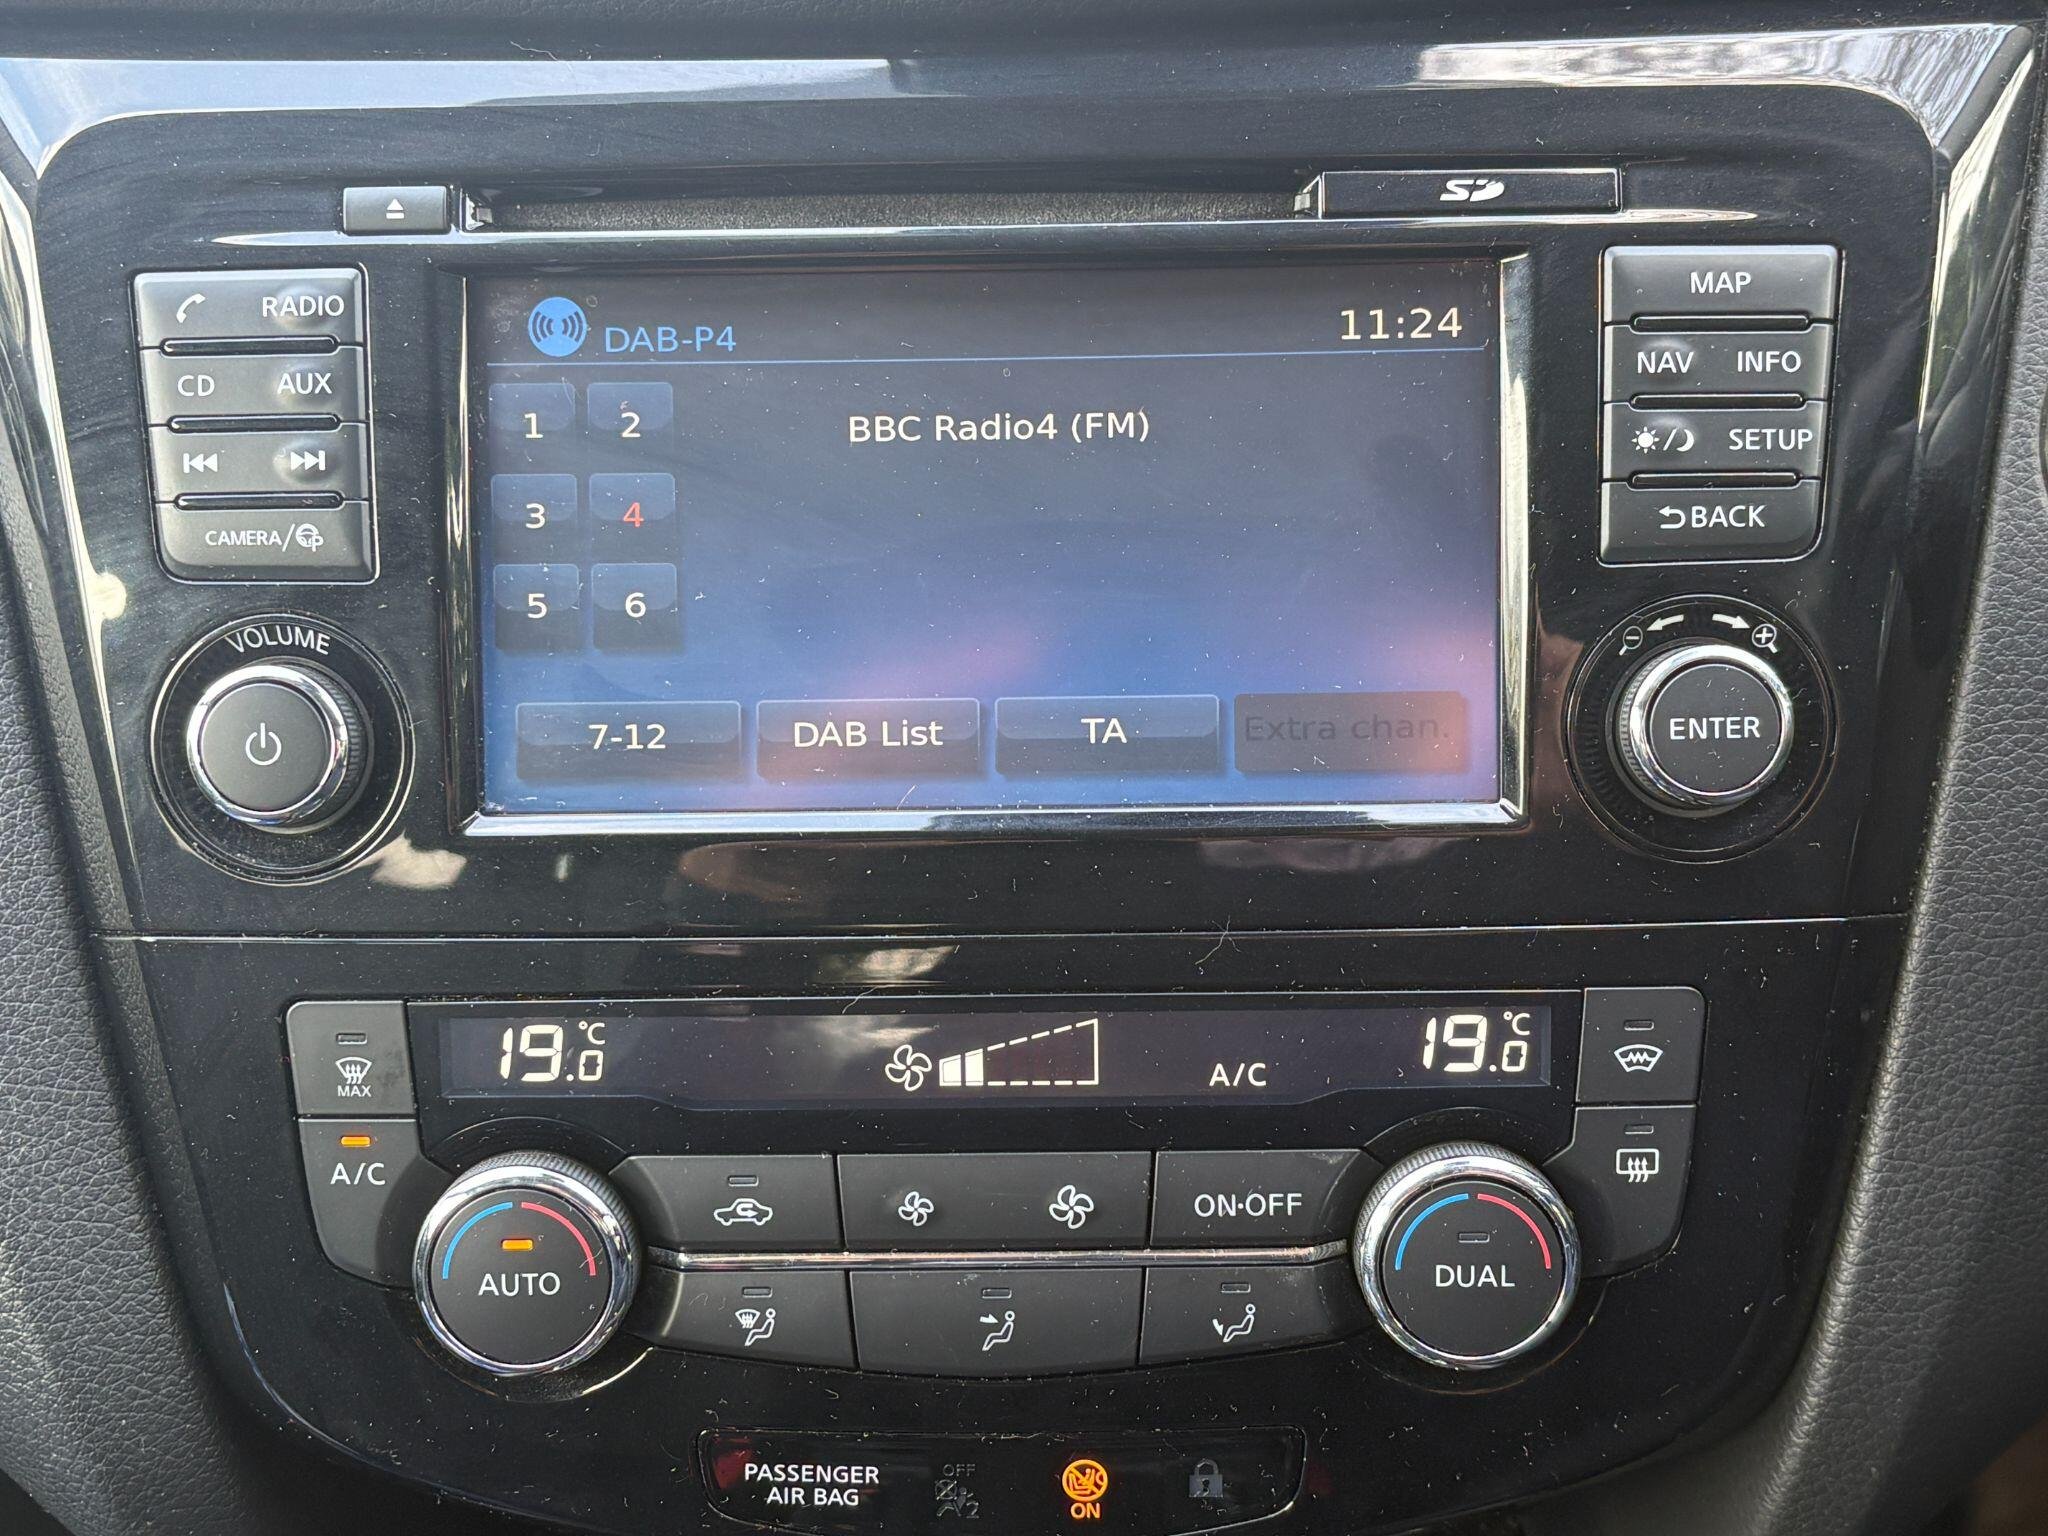 SD
RADIO
CD AUX
CAMERA/
VOLUME
DAB-P4
11:24
1 2
3 4
5 6
BBC Radio4 (FM)
7-12
DAB List
TA
Extra chan.
MAP
NAV INFO
SETUP
BACK
ENTER
MAX
A/C
19.0 °C
A/C
19.0 °C
AUTO
ON·OFF
DUAL
PASSENGER
AIR BAG
OFF
2
ON